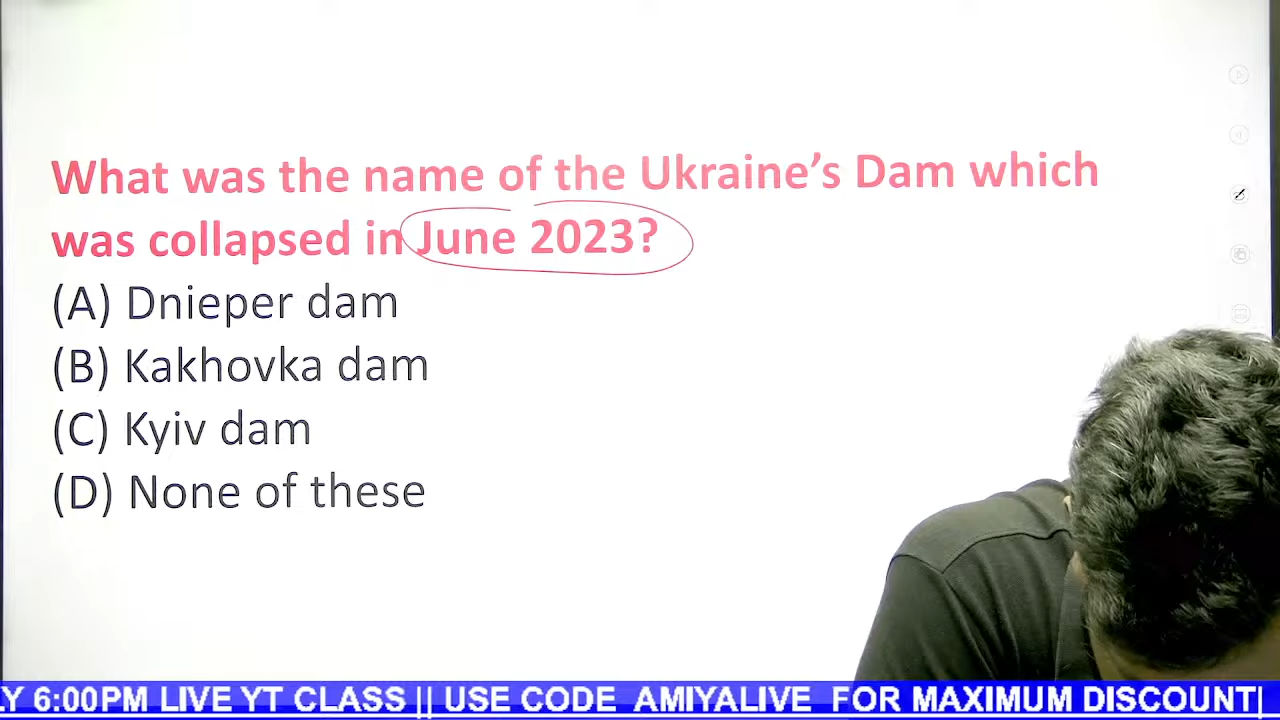 What was the name of the Ukraine’s Dam which
was collapsed in June 2023?
(A) Dnieper dam
(B) Kakhovka dam
(C) Kyiv dam
(D) None of these
LY 6:00PM LIVE YT CLASS || USE CODE AMIYALIVE FOR MAXIMUM DISCOUNT|